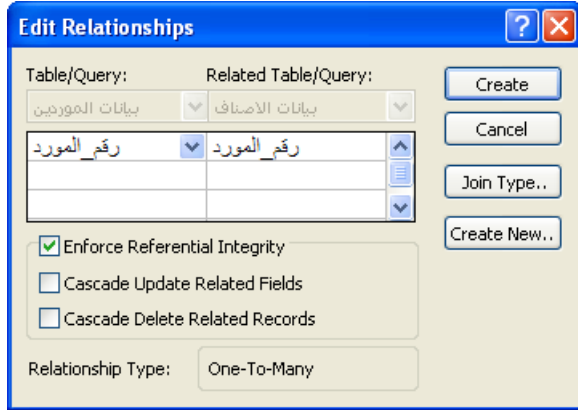 Edit Relationships
Table/Query: Related Table/Query:
بيانات الموردين بيانات الاصناف
رقم_المورد رقم_المورد
Enforce Referential Integrity
Cascade Update Related Fields
Cascade Delete Related Records
Relationship Type: One-To-Many
Create
Cancel
Join Type..
Create New..